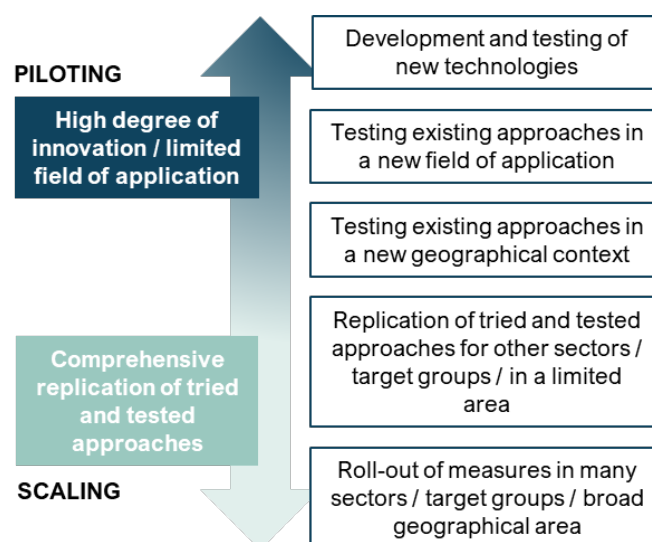 PILOTING
High degree of
innovation / limited
field of application
Comprehensive
replication of tried
and tested
approaches
SCALING
Development and testing of
new technologies
Testing existing approaches in
a new field of application
Testing existing approaches in
a new geographical context
Replication of tried and tested
approaches for other sectors /
target groups / in a limited
area
Roll-out of measures in many
sectors / target groups / broad
geographical area